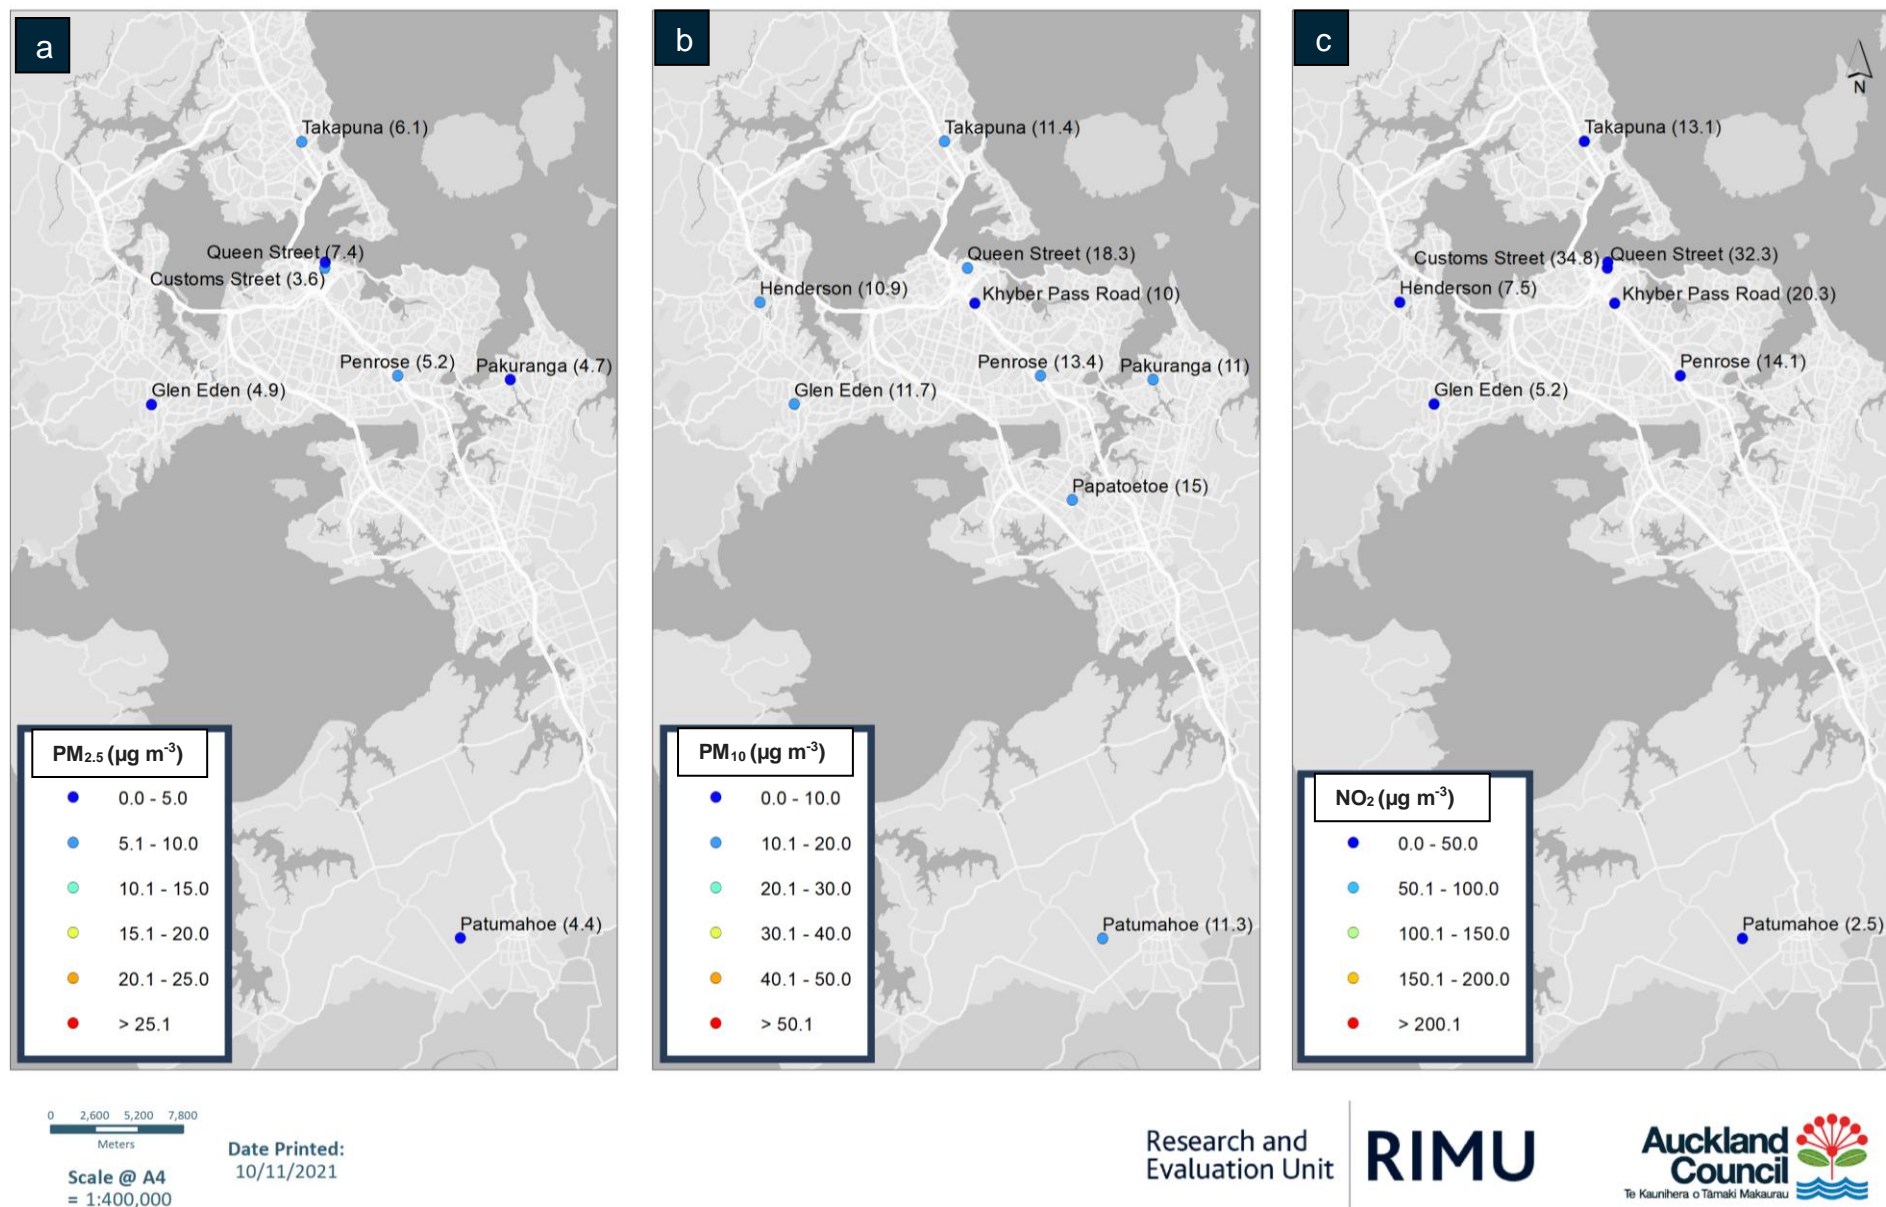 a
Takapuna (6.1)
Queen Street (7.4)
Customs Street (3.6)
Penrose (5.2)
Pakuranga (4.7)
Glen Eden (4.9)
Patumahoe (4.4)
PM2.5 (µg m-3)
0.0 - 5.0
5.1 - 10.0
10.1 - 15.0
15.1 - 20.0
20.1 - 25.0
> 25.1
b
Takapuna (11.4)
Queen Street (18.3)
Henderson (10.9)
Khyber Pass Road (10)
Penrose (13.4)
Pakuranga (11)
Glen Eden (11.7)
Papatoetoe (15)
Patumahoe (11.3)
PM10 (µg m-3)
0.0 - 10.0
10.1 - 20.0
20.1 - 30.0
30.1 - 40.0
40.1 - 50.0
> 50.1
c
N
Takapuna (13.1)
Customs Street (34.8)
Queen Street (32.3)
Henderson (7.5)
Khyber Pass Road (20.3)
Penrose (14.1)
Glen Eden (5.2)
Patumahoe (2.5)
NO2 (µg m-3)
0.0 - 50.0
50.1 - 100.0
100.1 - 150.0
150.1 - 200.0
> 200.1
0 2,600 5,200 7,800
Meters
Scale @ A4
= 1:400,000
Date Printed:
10/11/2021
Research and
Evaluation Unit
RIMU
Auckland
Council
Te Kaunihera o Tāmaki Makaurau